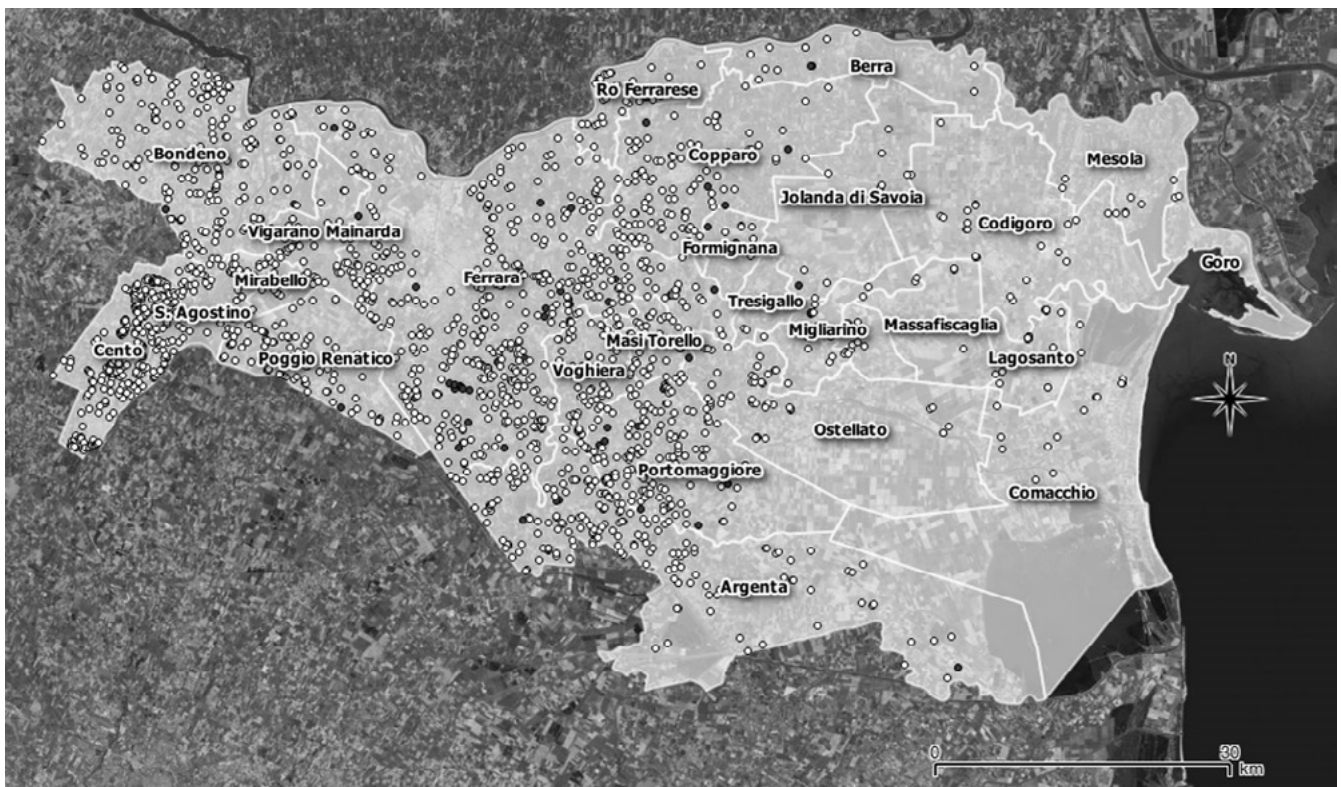 Berra
Ro Ferrarese
Bondeno
Copparo
Mesola
Jolanda di Savoia
Codigoro
Vigarano Mainarda
Formignana
Goro
Mirabello
Ferrara
Tresigallo
S. Agostino
Migliarino
Massafiscaglia
Masi Torello
Cento
Poggio Renatico
Lagosanto
N
Voghiera
Ostellato
Portomaggiore
Comacchio
Argenta
0 30
km